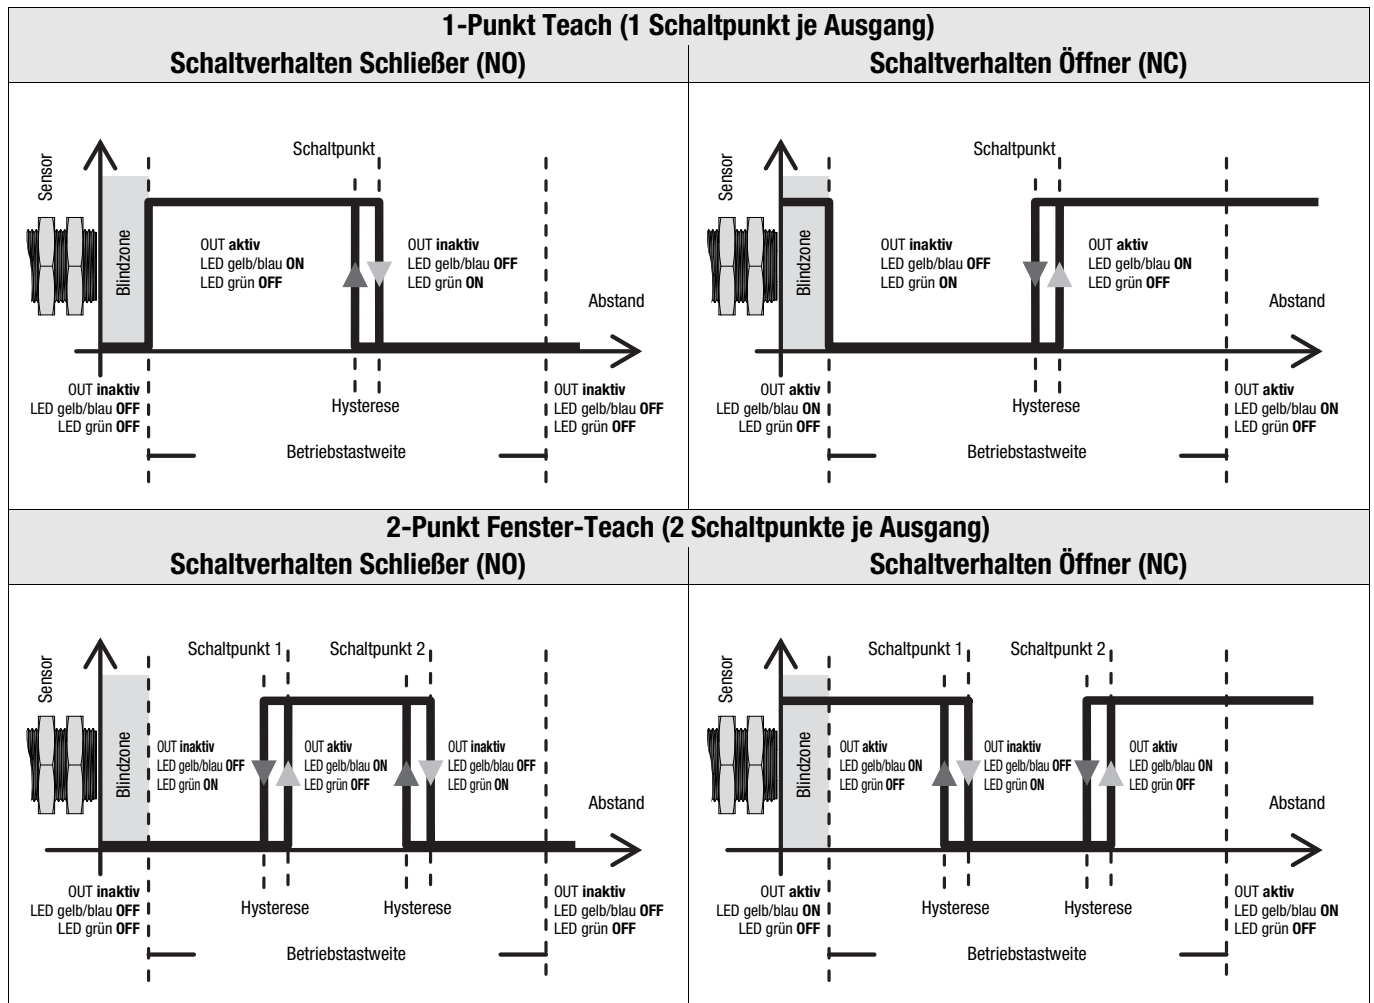 1-Punkt Teach (1 Schaltpunkt je Ausgang)
Schaltverhalten Schließer (NO)
Schaltverhalten Öffner (NC)
Sensor
Schaltpunkt
Blindzone
OUT aktiv
LED gelb/blau ON
LED grün OFF
OUT inaktiv
LED gelb/blau OFF
LED grün ON
Abstand
OUT inaktiv
LED gelb/blau OFF
LED grün OFF
Hysterese
OUT inaktiv
LED gelb/blau OFF
LED grün OFF
Betriebstastweite
Sensor
Schaltpunkt
Blindzone
OUT inaktiv
LED gelb/blau OFF
LED grün ON
OUT aktiv
LED gelb/blau ON
LED grün OFF
Abstand
OUT aktiv
LED gelb/blau ON
LED grün OFF
Hysterese
OUT aktiv
LED gelb/blau ON
LED grün OFF
Betriebstastweite
2-Punkt Fenster-Teach (2 Schaltpunkte je Ausgang)
Schaltverhalten Schließer (NO)
Schaltverhalten Öffner (NC)
Sensor
Schaltpunkt 1
Schaltpunkt 2
Blindzone
OUT inaktiv
LED gelb/blau OFF
LED grün ON
OUT aktiv
LED gelb/blau ON
LED grün OFF
OUT inaktiv
LED gelb/blau OFF
LED grün ON
Abstand
OUT inaktiv
LED gelb/blau OFF
LED grün OFF
Hysterese
Hysterese
OUT inaktiv
LED gelb/blau OFF
LED grün OFF
Betriebstastweite
Sensor
Schaltpunkt 1
Schaltpunkt 2
Blindzone
OUT aktiv
LED gelb/blau ON
LED grün OFF
OUT inaktiv
LED gelb/blau OFF
LED grün ON
OUT aktiv
LED gelb/blau ON
LED grün OFF
Abstand
OUT aktiv
LED gelb/blau ON
LED grün OFF
Hysterese
Hysterese
OUT aktiv
LED gelb/blau ON
LED grün OFF
Betriebstastweite